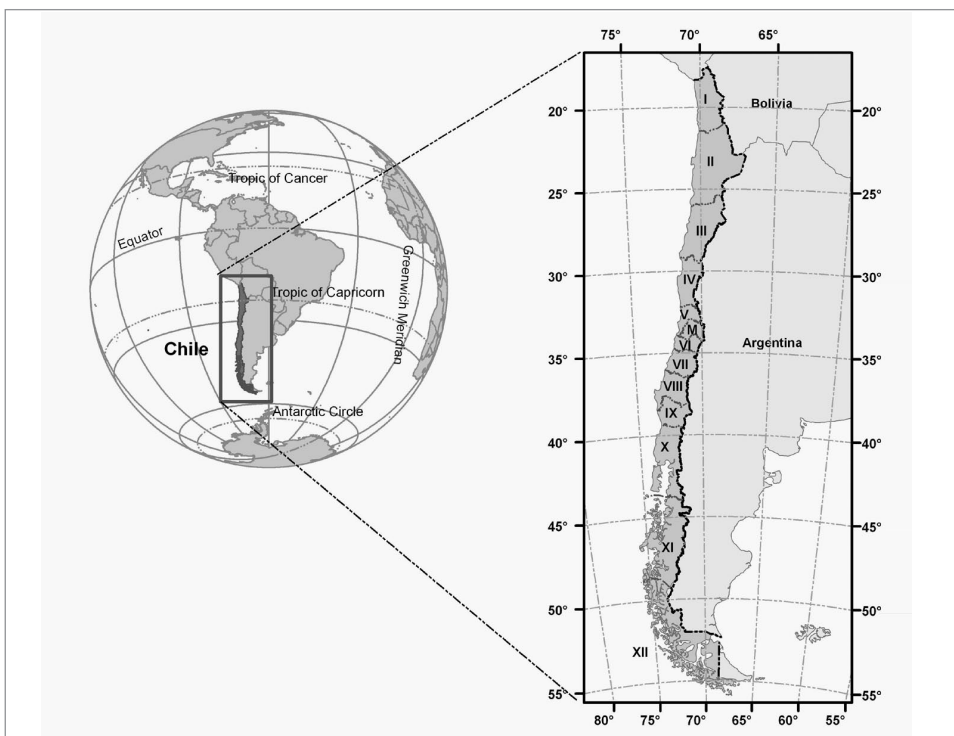 Tropic of Cancer
Equator
Greenwich Meridian
Tropic of Capricorn
Chile
Antarctic Circle
75° 70° 65°
20° 20°
25° 25°
30° 30°
35° 35°
40° 40°
45° 45°
50° 50°
55° 55°
80° 75° 70° 65° 60° 55°
I
Bolivia
II
III
IV
V
M
VI
Argentina
VII
VIII
IX
X
XI
XII